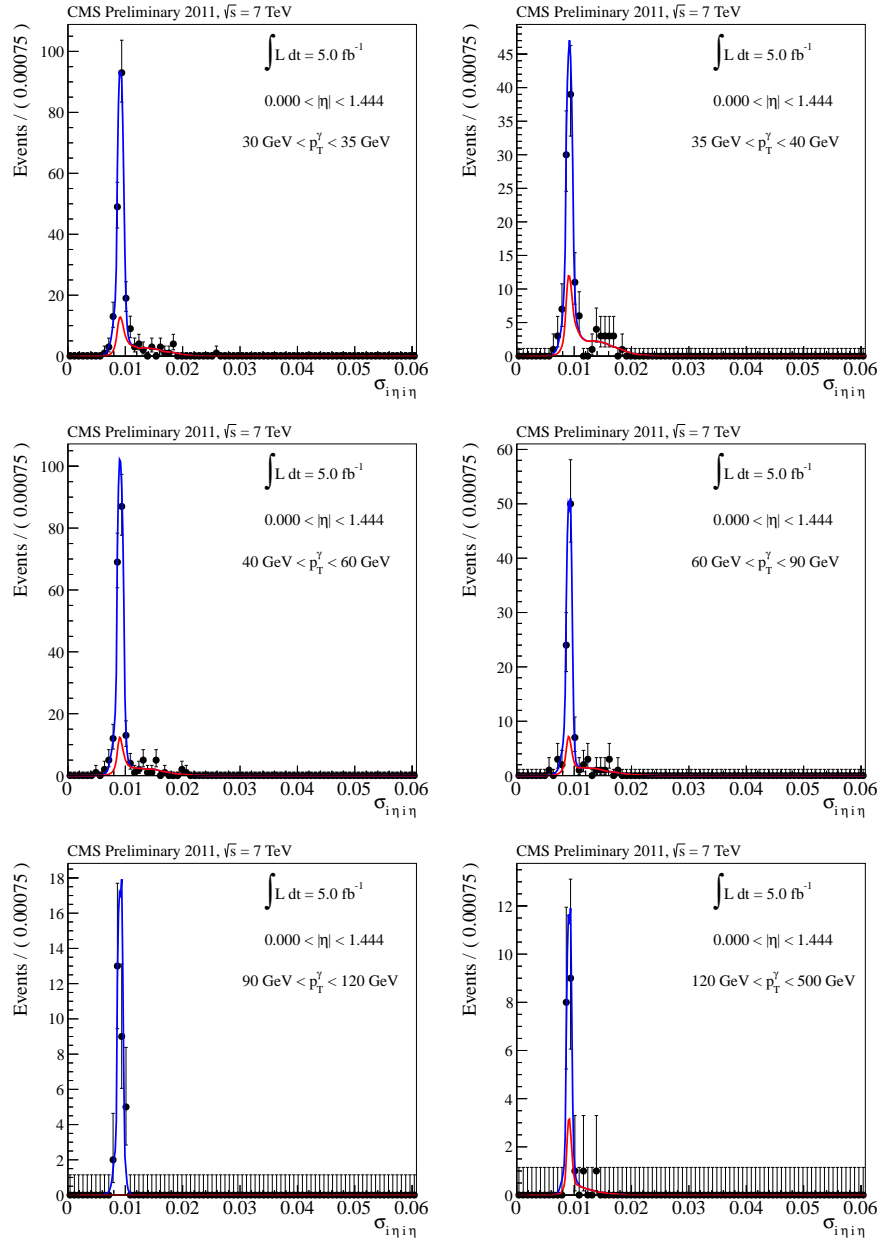 CMS Preliminary 2011, √s = 7 TeV
Events / ( 0.00075 )
∫ L dt = 5.0 fb⁻¹
0.000 < |η| < 1.444
30 GeV < p_T^γ < 35 GeV
100
80
60
40
20
0
0 0.01 0.02 0.03 0.04 0.05 0.06
σ_iηiη
CMS Preliminary 2011, √s = 7 TeV
Events / ( 0.00075 )
∫ L dt = 5.0 fb⁻¹
0.000 < |η| < 1.444
35 GeV < p_T^γ < 40 GeV
45
40
35
30
25
20
15
10
5
0
0 0.01 0.02 0.03 0.04 0.05 0.06
σ_iηiη
CMS Preliminary 2011, √s = 7 TeV
Events / ( 0.00075 )
∫ L dt = 5.0 fb⁻¹
0.000 < |η| < 1.444
40 GeV < p_T^γ < 60 GeV
100
80
60
40
20
0
0 0.01 0.02 0.03 0.04 0.05 0.06
σ_iηiη
CMS Preliminary 2011, √s = 7 TeV
Events / ( 0.00075 )
∫ L dt = 5.0 fb⁻¹
0.000 < |η| < 1.444
60 GeV < p_T^γ < 90 GeV
60
50
40
30
20
10
0
0 0.01 0.02 0.03 0.04 0.05 0.06
σ_iηiη
CMS Preliminary 2011, √s = 7 TeV
Events / ( 0.00075 )
∫ L dt = 5.0 fb⁻¹
0.000 < |η| < 1.444
90 GeV < p_T^γ < 120 GeV
18
16
14
12
10
8
6
4
2
0
0 0.01 0.02 0.03 0.04 0.05 0.06
σ_iηiη
CMS Preliminary 2011, √s = 7 TeV
Events / ( 0.00075 )
∫ L dt = 5.0 fb⁻¹
0.000 < |η| < 1.444
120 GeV < p_T^γ < 500 GeV
12
10
8
6
4
2
0
0 0.01 0.02 0.03 0.04 0.05 0.06
σ_iηiη